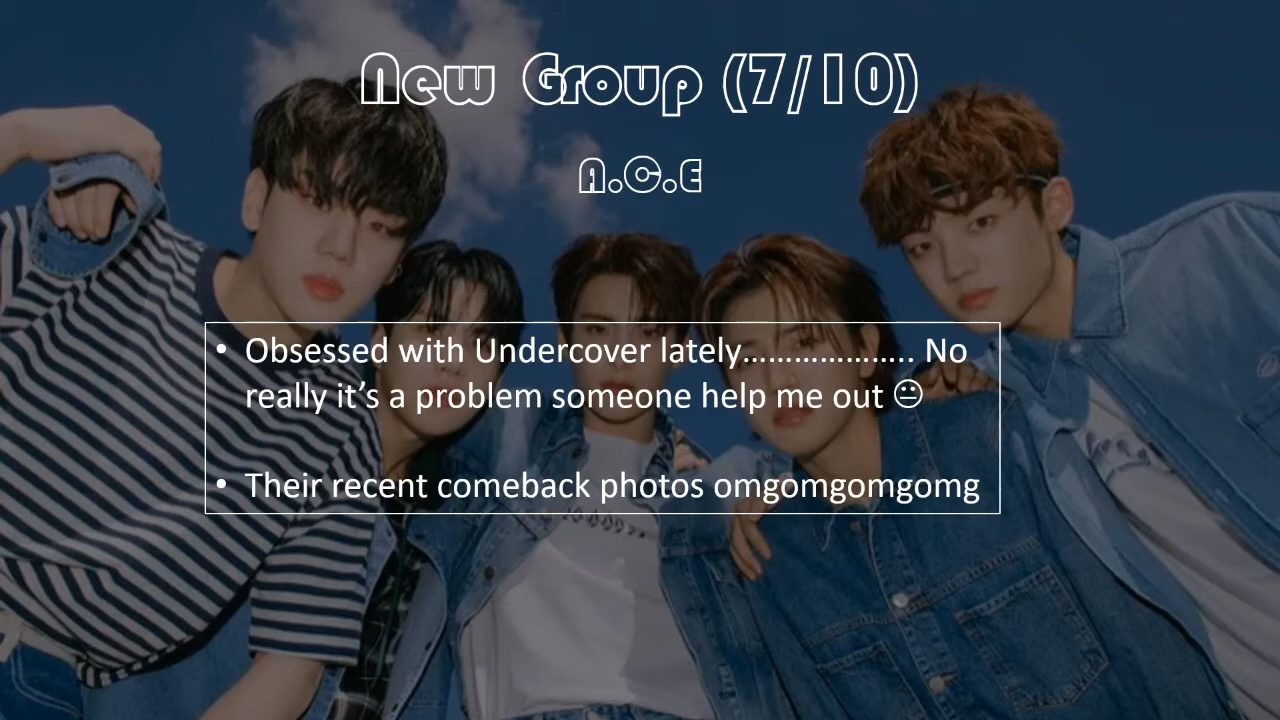 New Group (7/10)
A.C.E
• Obsessed with Undercover lately……………….. No
really it’s a problem someone help me out 😐
• Their recent comeback photos omgomgomgomg